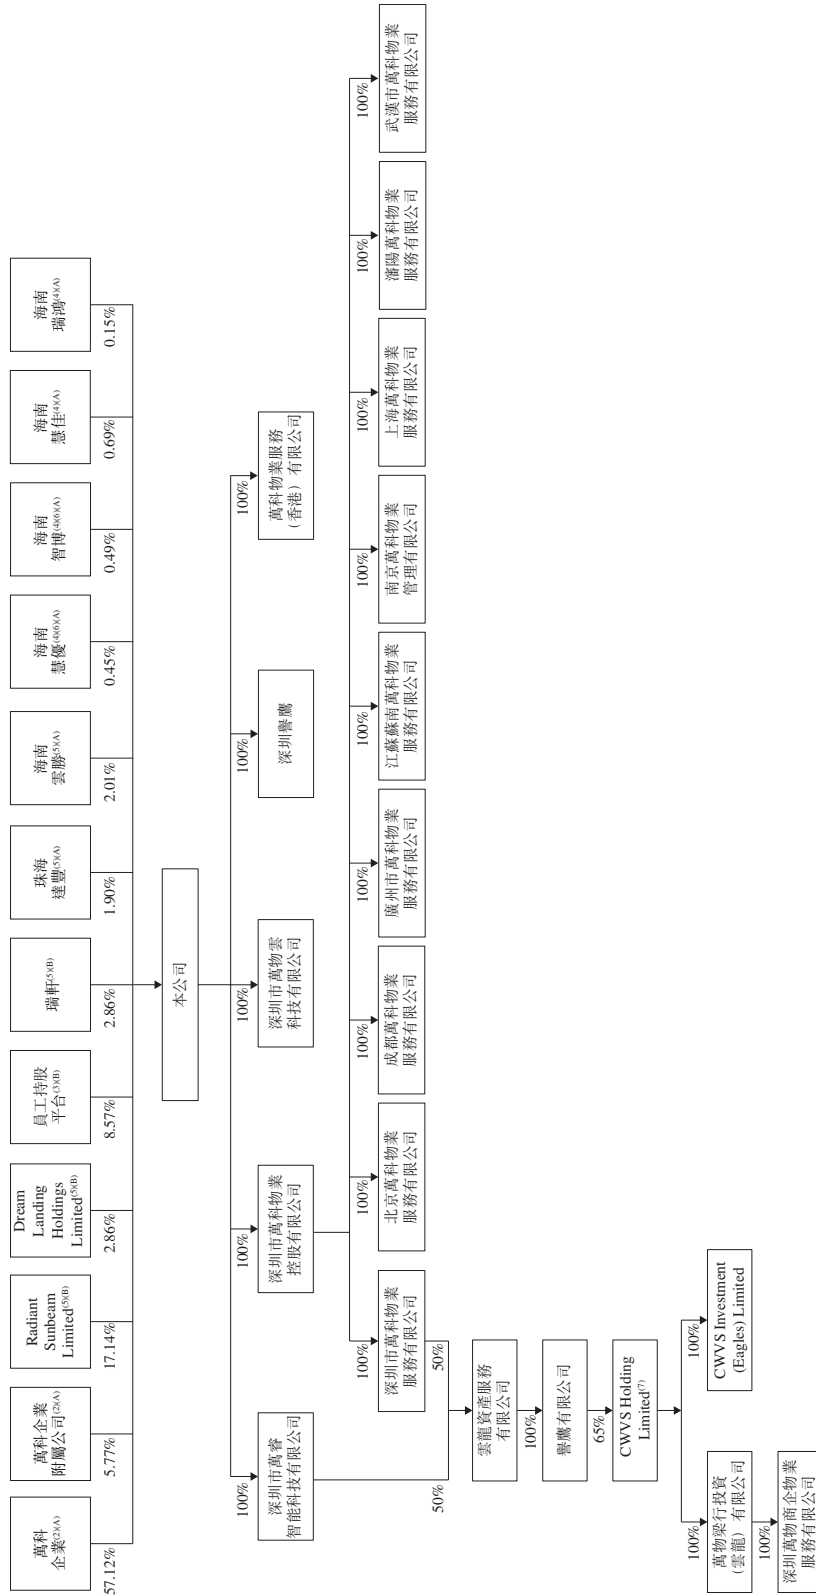 萬科
企業(2)(A)
57.12%
萬科企業
附屬公司(2)(A)
5.77%
Radiant
Sunbeam
Limited(5)(B)
17.14%
Dream
Landing
Holdings
Limited(5)(B)
2.86%
員工持股
平台(3)(B)
8.57%
瑞軒(5)(B)
2.86%
珠海
達豐(5)(A)
1.90%
海南
雲勝(5)(A)
2.01%
海南
慧優(4)(6)(A)
0.45%
海南
智博(4)(6)(A)
0.49%
海南
慧佳(4)(A)
0.69%
海南
瑞鴻(4)(A)
0.15%
本公司
100%
深圳市萬睿
智能科技有限公司
100%
深圳市萬科物業
控股有限公司
100%
深圳市萬物雲
科技有限公司
100%
深圳譽鷹
100%
萬科物業服務
（香港）有限公司
100%
深圳市萬科物業
服務有限公司
100%
北京萬科物業
服務有限公司
100%
成都萬科物業
服務有限公司
100%
廣州市萬科物業
服務有限公司
100%
江蘇蘇南萬科物業
服務有限公司
100%
南京萬科物業
管理有限公司
100%
上海萬科物業
服務有限公司
100%
瀋陽萬科物業
服務有限公司
100%
武漢市萬科物業
服務有限公司
50%
50%
雲龍資產服務
有限公司
100%
譽鷹有限公司
65%
CWVS Holding
Limited(7)
100%
萬物梁行投資
（雲龍）有限公司
100%
CWVS Investment
(Eagles) Limited
100%
深圳萬物商企物業
服務有限公司